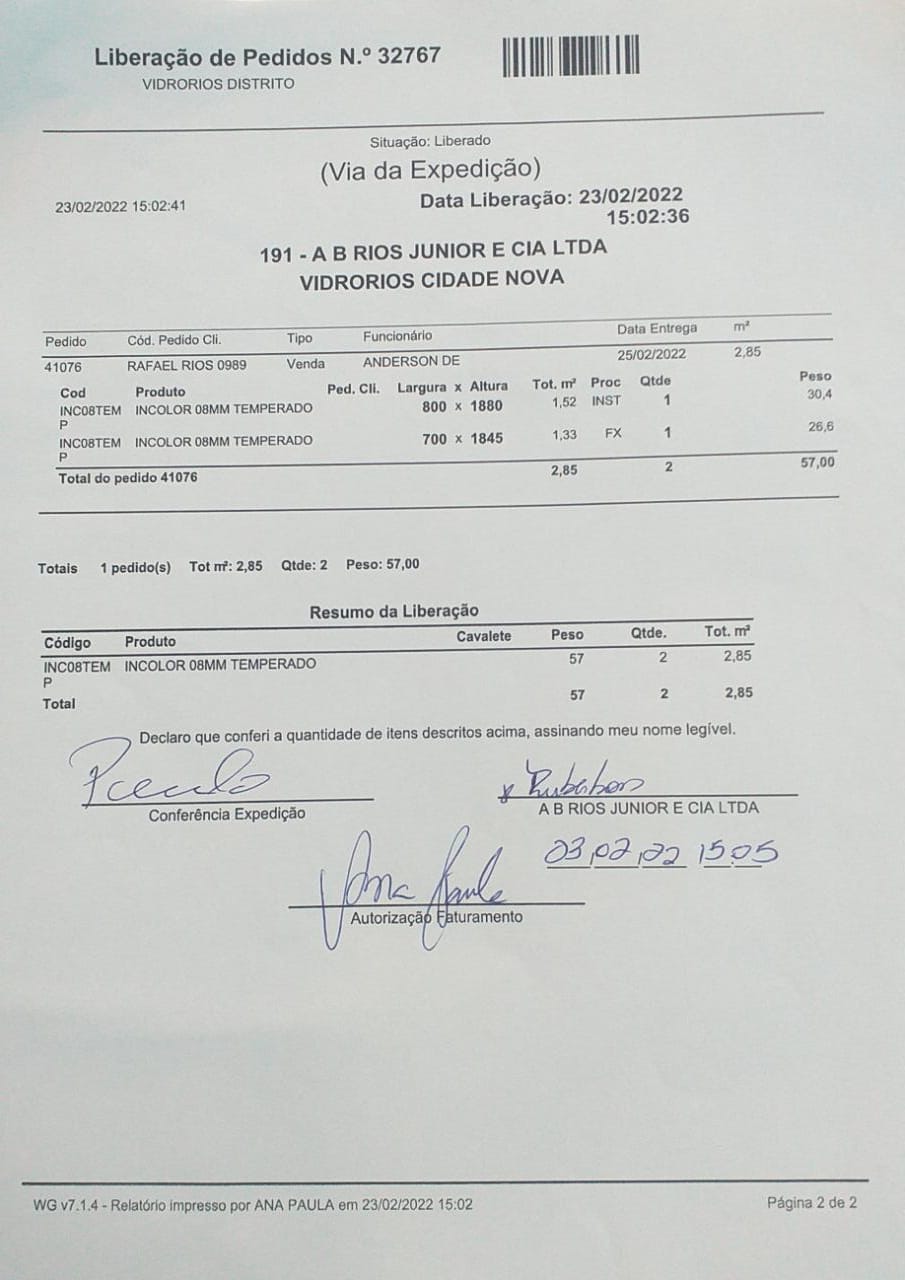 Liberação de Pedidos N.º 32767
VIDRORIOS DISTRITO
Situação: Liberado
(Via da Expedição)
23/02/2022 15:02:41
Data Liberação: 23/02/2022
15:02:36
191 - A B RIOS JUNIOR E CIA LTDA
VIDRORIOS CIDADE NOVA
Pedido Cód. Pedido Cli. Tipo Funcionário Data Entrega m²
41076 RAFAEL RIOS 0989 Venda ANDERSON DE 25/02/2022 2,85
Cod Produto Ped. Cli. Largura x Altura Tot. m² Proc Qtde Peso
INC08TEM INCOLOR 08MM TEMPERADO 800 x 1880 1,52 INST 1 30,4
P
INC08TEM INCOLOR 08MM TEMPERADO 700 x 1845 1,33 FX 1 26,6
P
Total do pedido 41076 2,85 2 57,00
Totais 1 pedido(s) Tot m²: 2,85 Qtde: 2 Peso: 57,00
Resumo da Liberação
Código Produto Cavalete Peso Qtde. Tot. m²
INC08TEM INCOLOR 08MM TEMPERADO 57 2 2,85
P
Total 57 2 2,85
Declaro que conferi a quantidade de itens descritos acima, assinando meu nome legível.
Conferência Expedição
A B RIOS JUNIOR E CIA LTDA
03,02,22 15:05
Ana Paula
Autorização Faturamento
WG v7.1.4 - Relatório impresso por ANA PAULA em 23/02/2022 15:02
Página 2 de 2